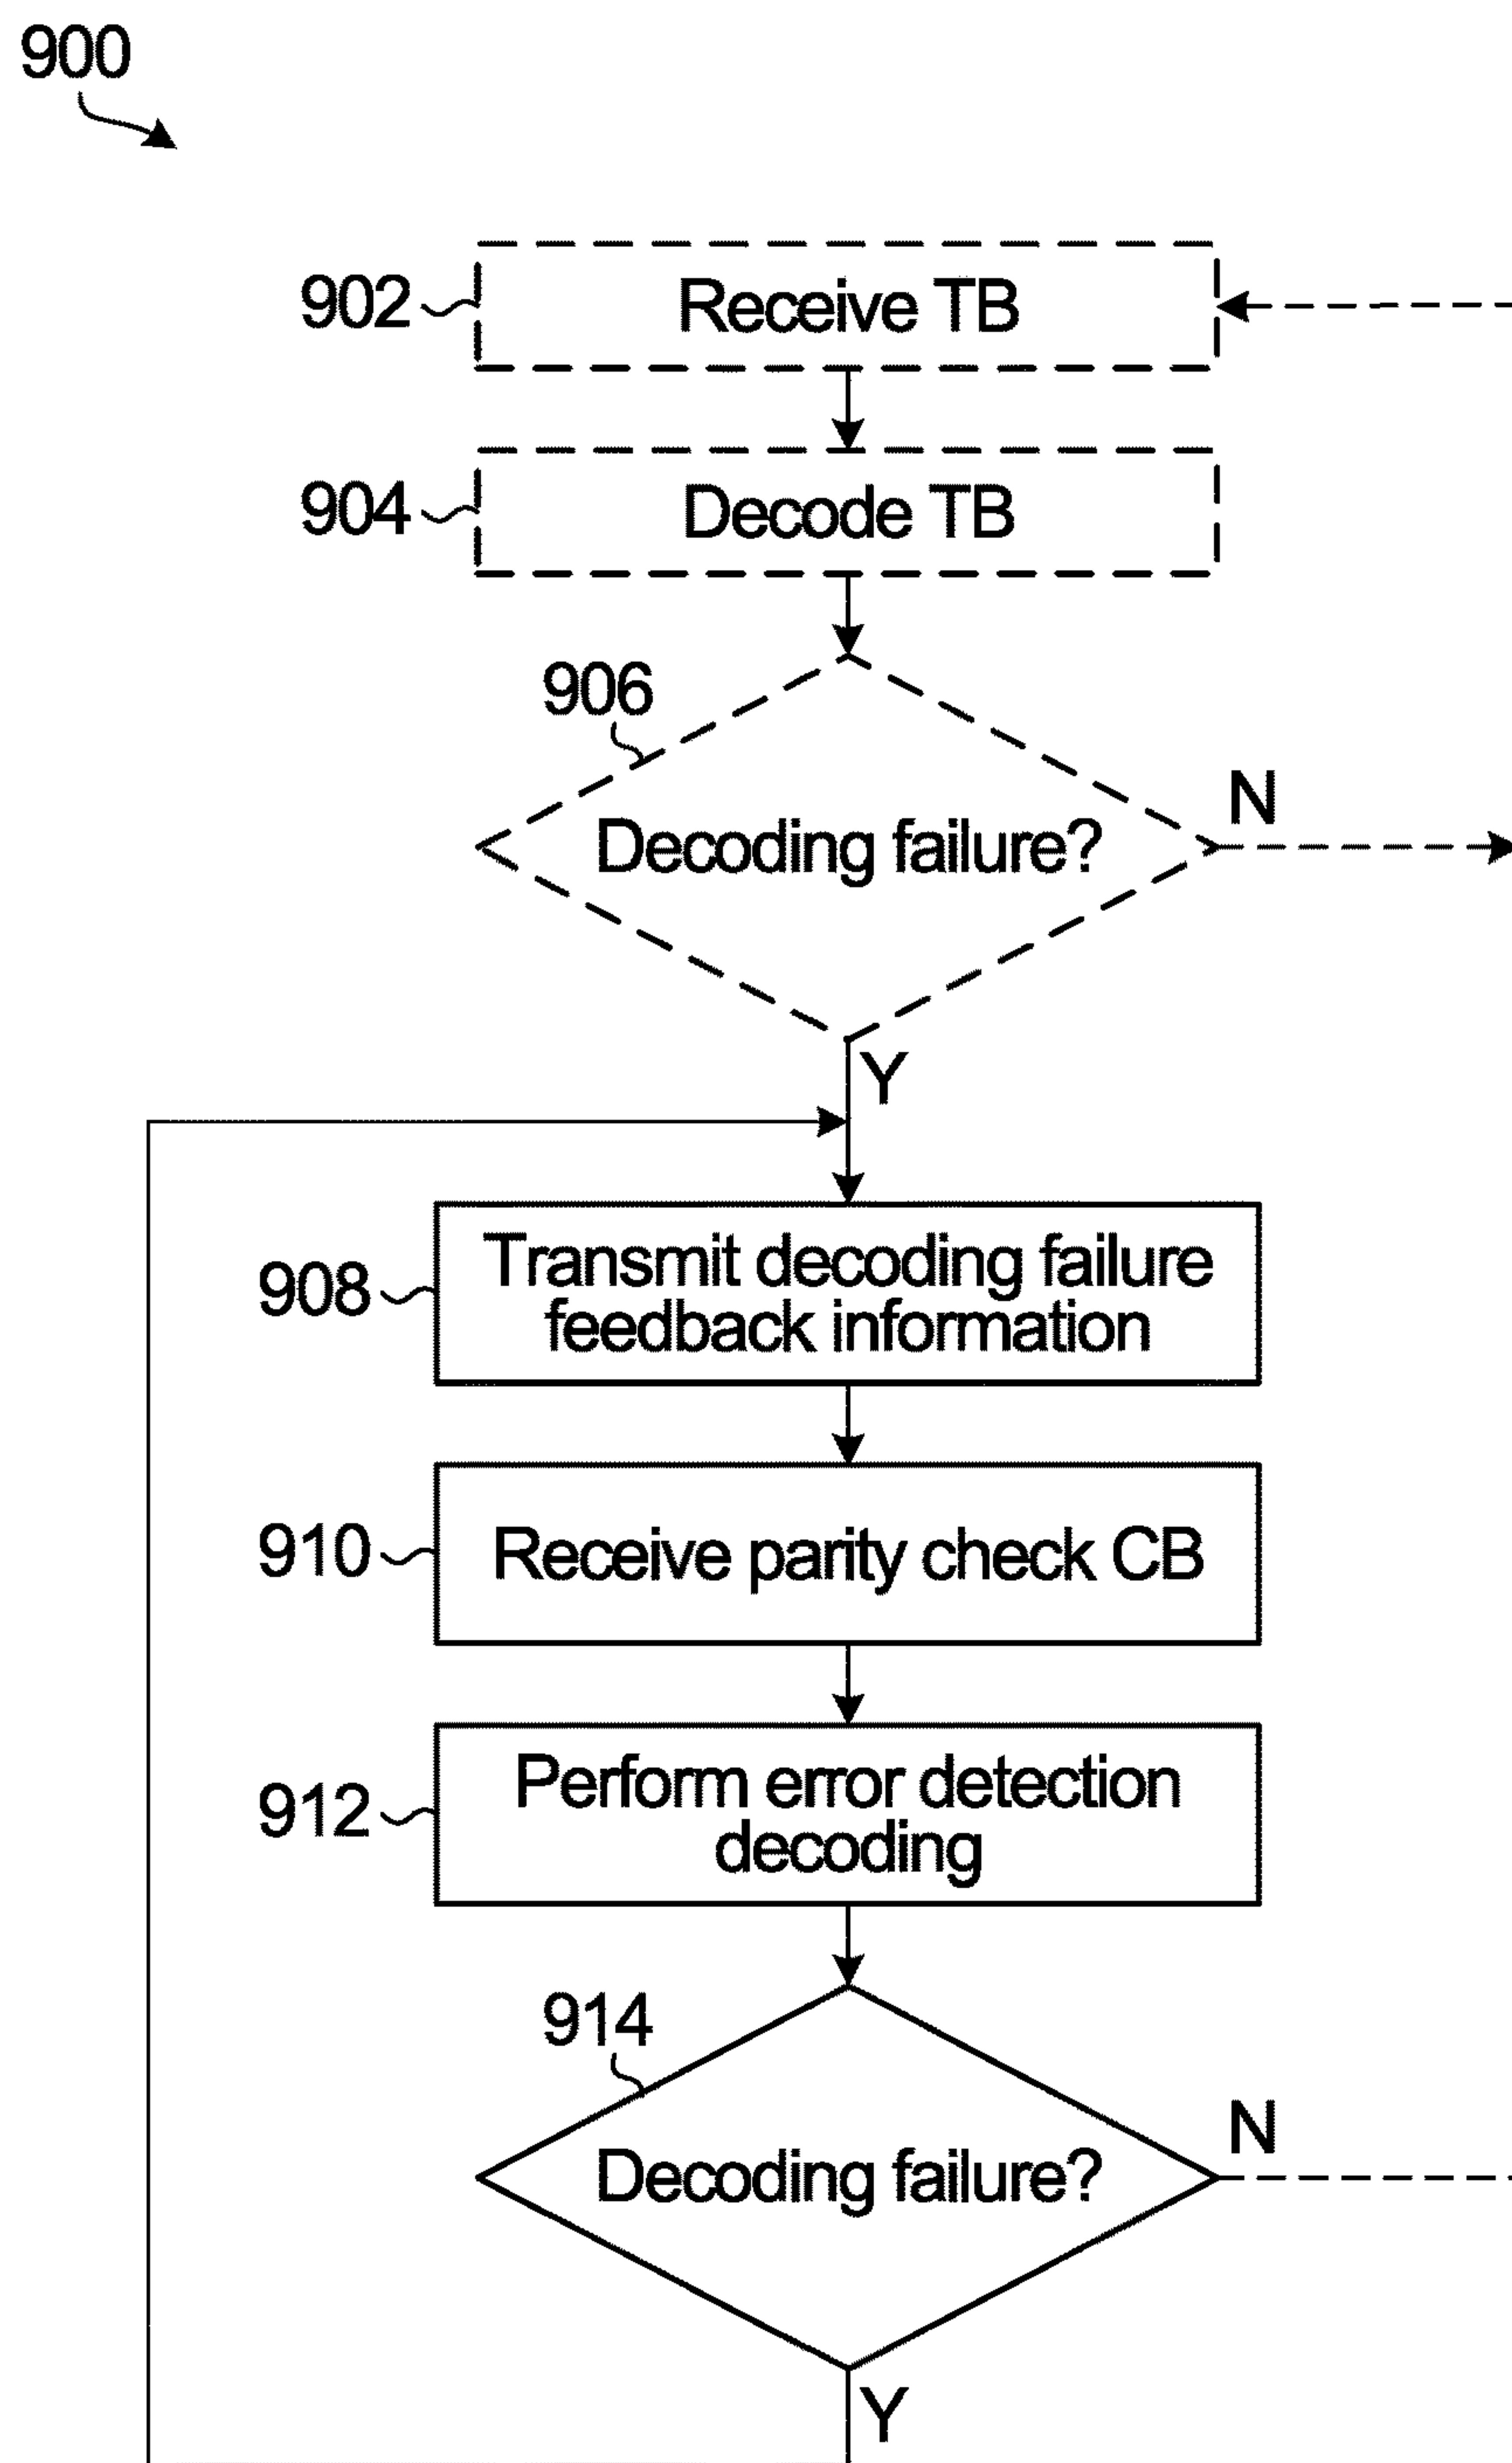 900
902
Receive TB
904
Decode TB
906
Decoding failure?
N
Y
908
Transmit decoding failure
feedback information
910
Receive parity check CB
912
Perform error detection
decoding
914
Decoding failure?
N
Y